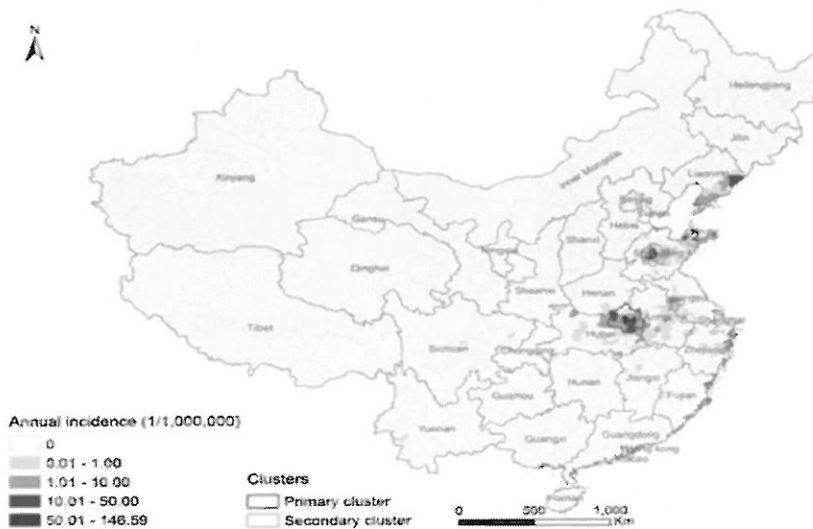 N
Heilongjiang
Jilin
Inner Mongolia
Liaoning
Xinjiang
Gansu
Beijing
Hebei
Shanxi
Qinghai
Shaanxi
Henan
Tibet
Hubei
Sichuan
Chongqing
Hunan
Jiangxi
Guizhou
Fujian
Yunnan
Guangxi
Guangdong
Annual incidence (1/1,000,000)
0
0.01 - 1.00
1.01 - 10.00
10.01 - 50.00
50.01 - 146.59
Clusters
Primary cluster
Secondary cluster
0 500 1,000
Km